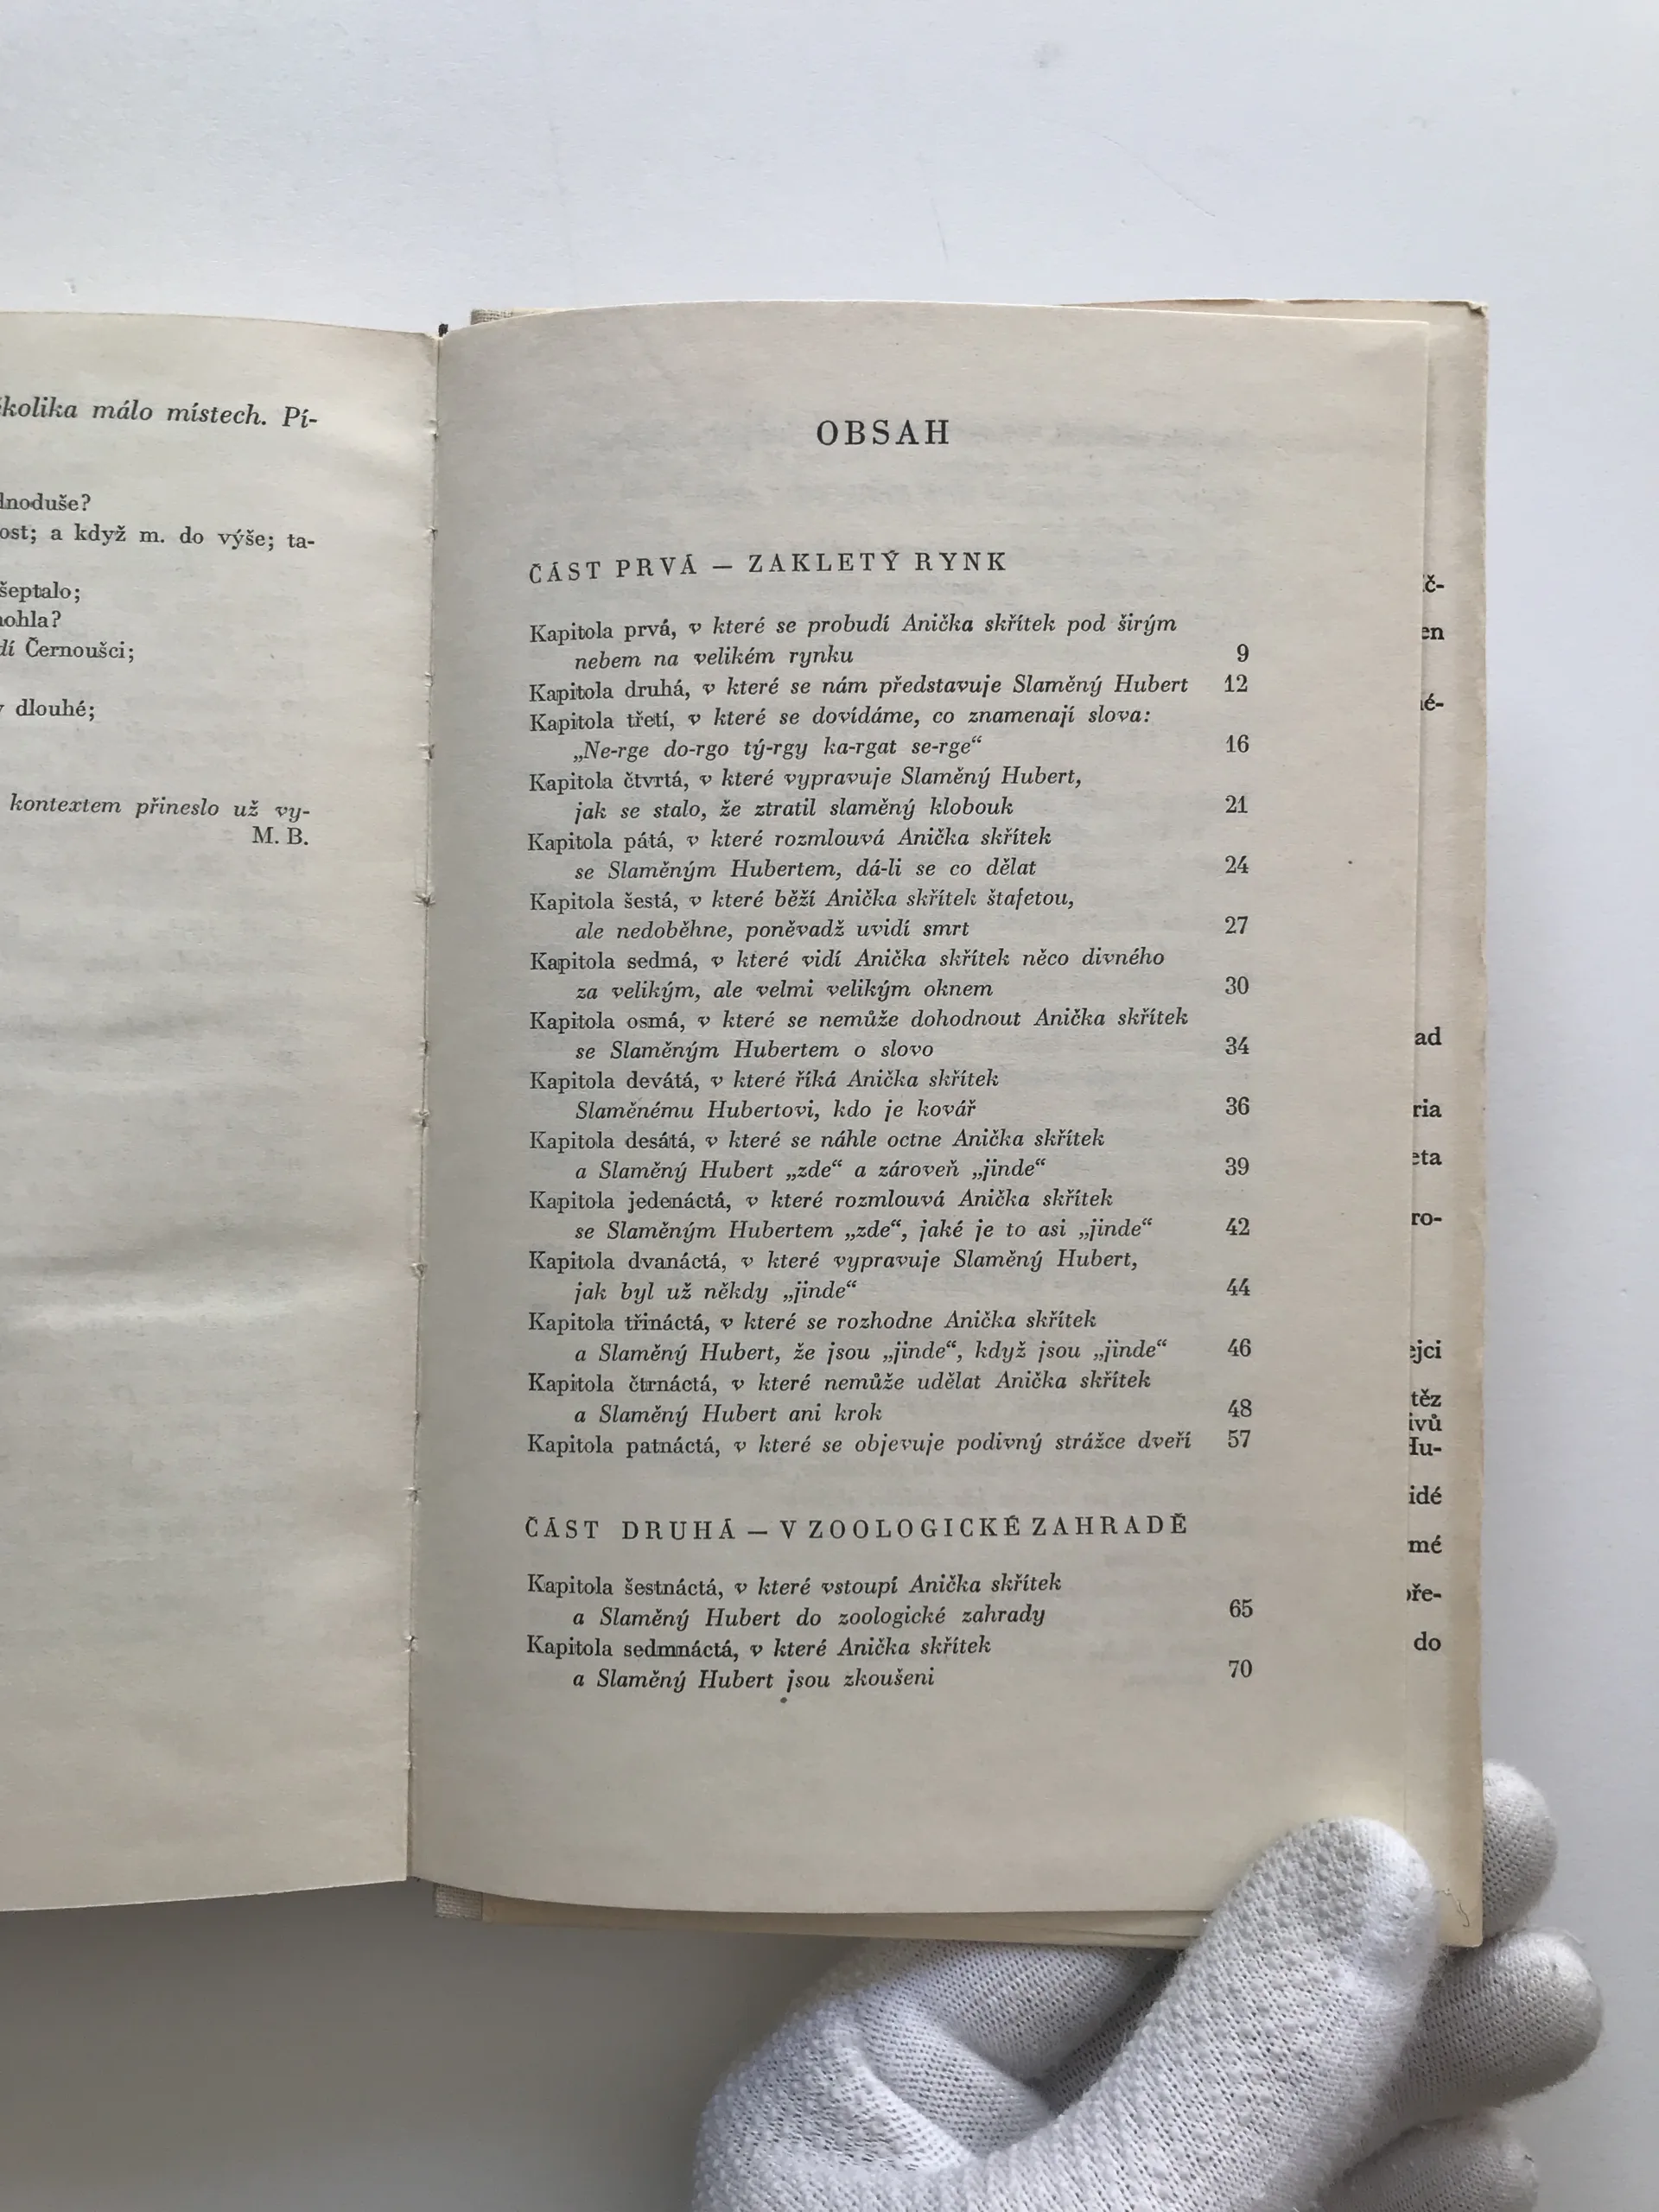 málo místech. Pí-
ost; a když m. do výše; ta-
šeptalo;
Černoušci;
dlouhé;
kontextem přineslo už vy-
M. B.
OBSAH
ČÁST PRVÁ — ZAKLETÝ RYNK
Kapitola prvá, v které se probudí Anička skřítek pod širým
nebem na velikém rynku 9
Kapitola druhá, v které se nám představuje Slaměný Hubert 12
Kapitola třetí, v které se dovídáme, co znamenají slova:
„Ne-rge do-rgo tý-rgy ka-rgat se-rge“ 16
Kapitola čtvrtá, v které vypravuje Slaměný Hubert,
jak se stalo, že ztratil slaměný klobouk 21
Kapitola pátá, v které rozmlouvá Anička skřítek
se Slaměným Hubertem, dá-li se co dělat 24
Kapitola šestá, v které běží Anička skřítek štafetou,
ale nedoběhne, poněvadž uvidí smrt 27
Kapitola sedmá, v které vidí Anička skřítek něco divného
za velikým, ale velmi velikým oknem 30
Kapitola osmá, v které se nemůže dohodnout Anička skřítek
se Slaměným Hubertem o slovo 34
Kapitola devátá, v které říká Anička skřítek
Slaměnému Hubertovi, kdo je kovář 36
Kapitola desátá, v které se náhle octne Anička skřítek
a Slaměný Hubert „zde“ a zároveň „jinde“ 39
Kapitola jedenáctá, v které rozmlouvá Anička skřítek
se Slaměným Hubertem „zde“, jaké je to asi „jinde“ 42
Kapitola dvanáctá, v které vypravuje Slaměný Hubert,
jak byl už někdy „jinde“ 44
Kapitola třináctá, v které se rozhodne Anička skřítek
a Slaměný Hubert, že jsou „jinde“, když jsou „jinde“ 46
Kapitola čtrnáctá, v které nemůže udělat Anička skřítek
a Slaměný Hubert ani krok 48
Kapitola patnáctá, v které se objevuje podivný strážce dveří 57
ČÁST DRUHÁ — V ZOOLOGICKÉ ZAHRADĚ
Kapitola šestnáctá, v které vstoupí Anička skřítek
a Slaměný Hubert do zoologické zahrady 65
Kapitola sedmnáctá, v které Anička skřítek
a Slaměný Hubert jsou zkoušeni 70
do